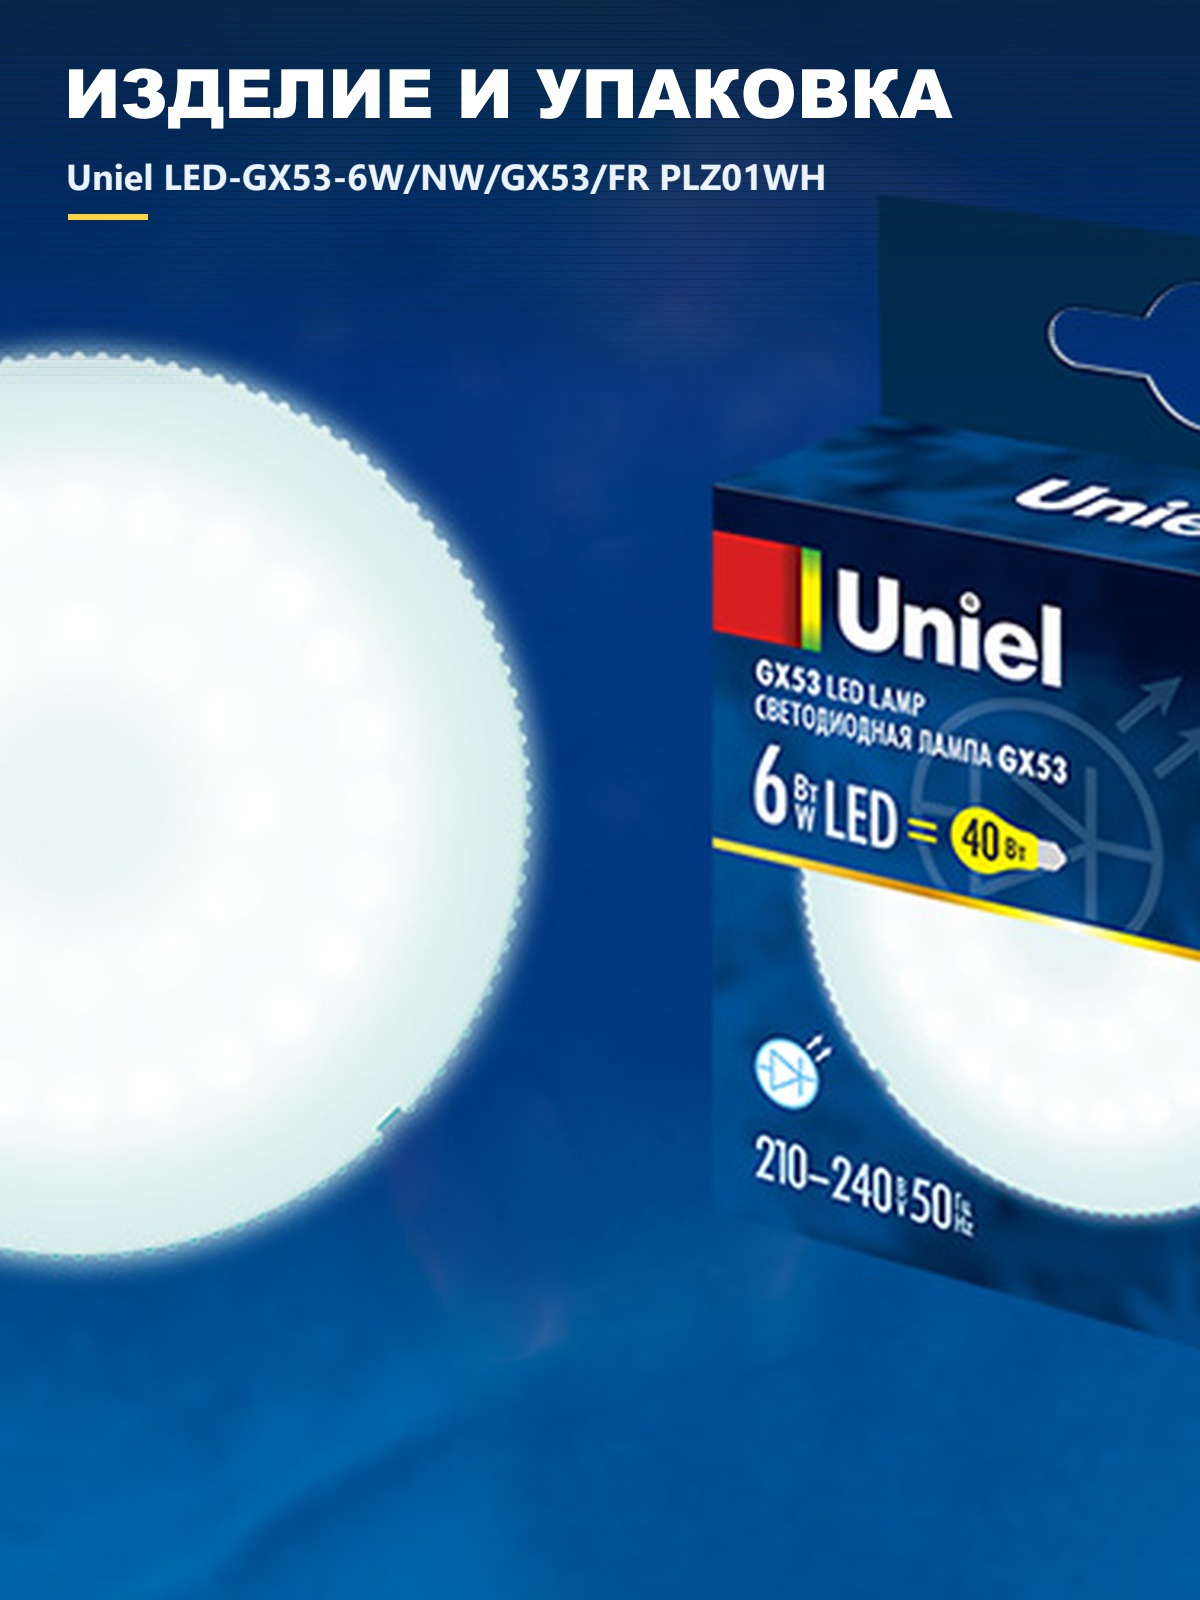 ИЗДЕЛИЕ И УПАКОВКА
Uniel LED-GX53-6W/NW/GX53/FR PLZ01WH
Uniel
GX53 LED LAMP
СВЕТОДИОДНАЯ ЛАМПА GX53
6 Вт W LED = 40 Вт
210–240 В V 50 Гц Hz